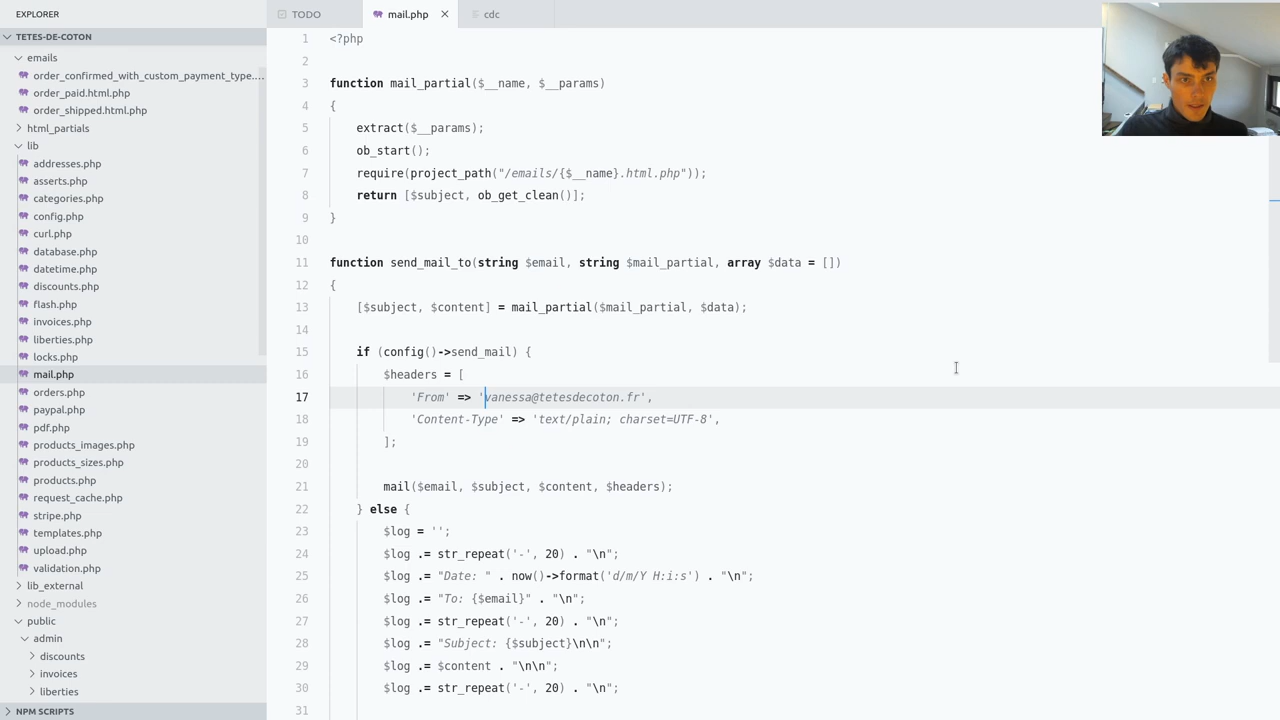 EXPLORER
TODO
mail.php
cdc
TETES-DE-COTON
emails
order_confirmed_with_custom_payment_type....
order_paid.html.php
order_shipped.html.php
html_partials
lib
addresses.php
asserts.php
categories.php
config.php
curl.php
database.php
datetime.php
discounts.php
flash.php
invoices.php
liberties.php
locks.php
mail.php
orders.php
paypal.php
pdf.php
products_images.php
products_sizes.php
products.php
request_cache.php
stripe.php
templates.php
upload.php
validation.php
lib_external
node_modules
public
admin
discounts
invoices
liberties
NPM SCRIPTS
1 <?php
2
3 function mail_partial($__name, $__params)
4 {
5 extract($__params);
6 ob_start();
7 require(project_path("/emails/{$__name}.html.php"));
8 return [$subject, ob_get_clean()];
9 }
10
11 function send_mail_to(string $email, string $mail_partial, array $data = [])
12 {
13 [$subject, $content] = mail_partial($mail_partial, $data);
14
15 if (config()->send_mail) {
16 $headers = [
17 'From' => 'vanessa@tetesdecoton.fr',
18 'Content-Type' => 'text/plain; charset=UTF-8',
19 ];
20
21 mail($email, $subject, $content, $headers);
22 } else {
23 $log = '';
24 $log .= str_repeat('-', 20) . "\n";
25 $log .= "Date: " . now()->format('d/m/Y H:i:s') . "\n";
26 $log .= "To: {$email}" . "\n";
27 $log .= str_repeat('-', 20) . "\n";
28 $log .= "Subject: {$subject}\n\n";
29 $log .= $content . "\n\n";
30 $log .= str_repeat('-', 20) . "\n";
31